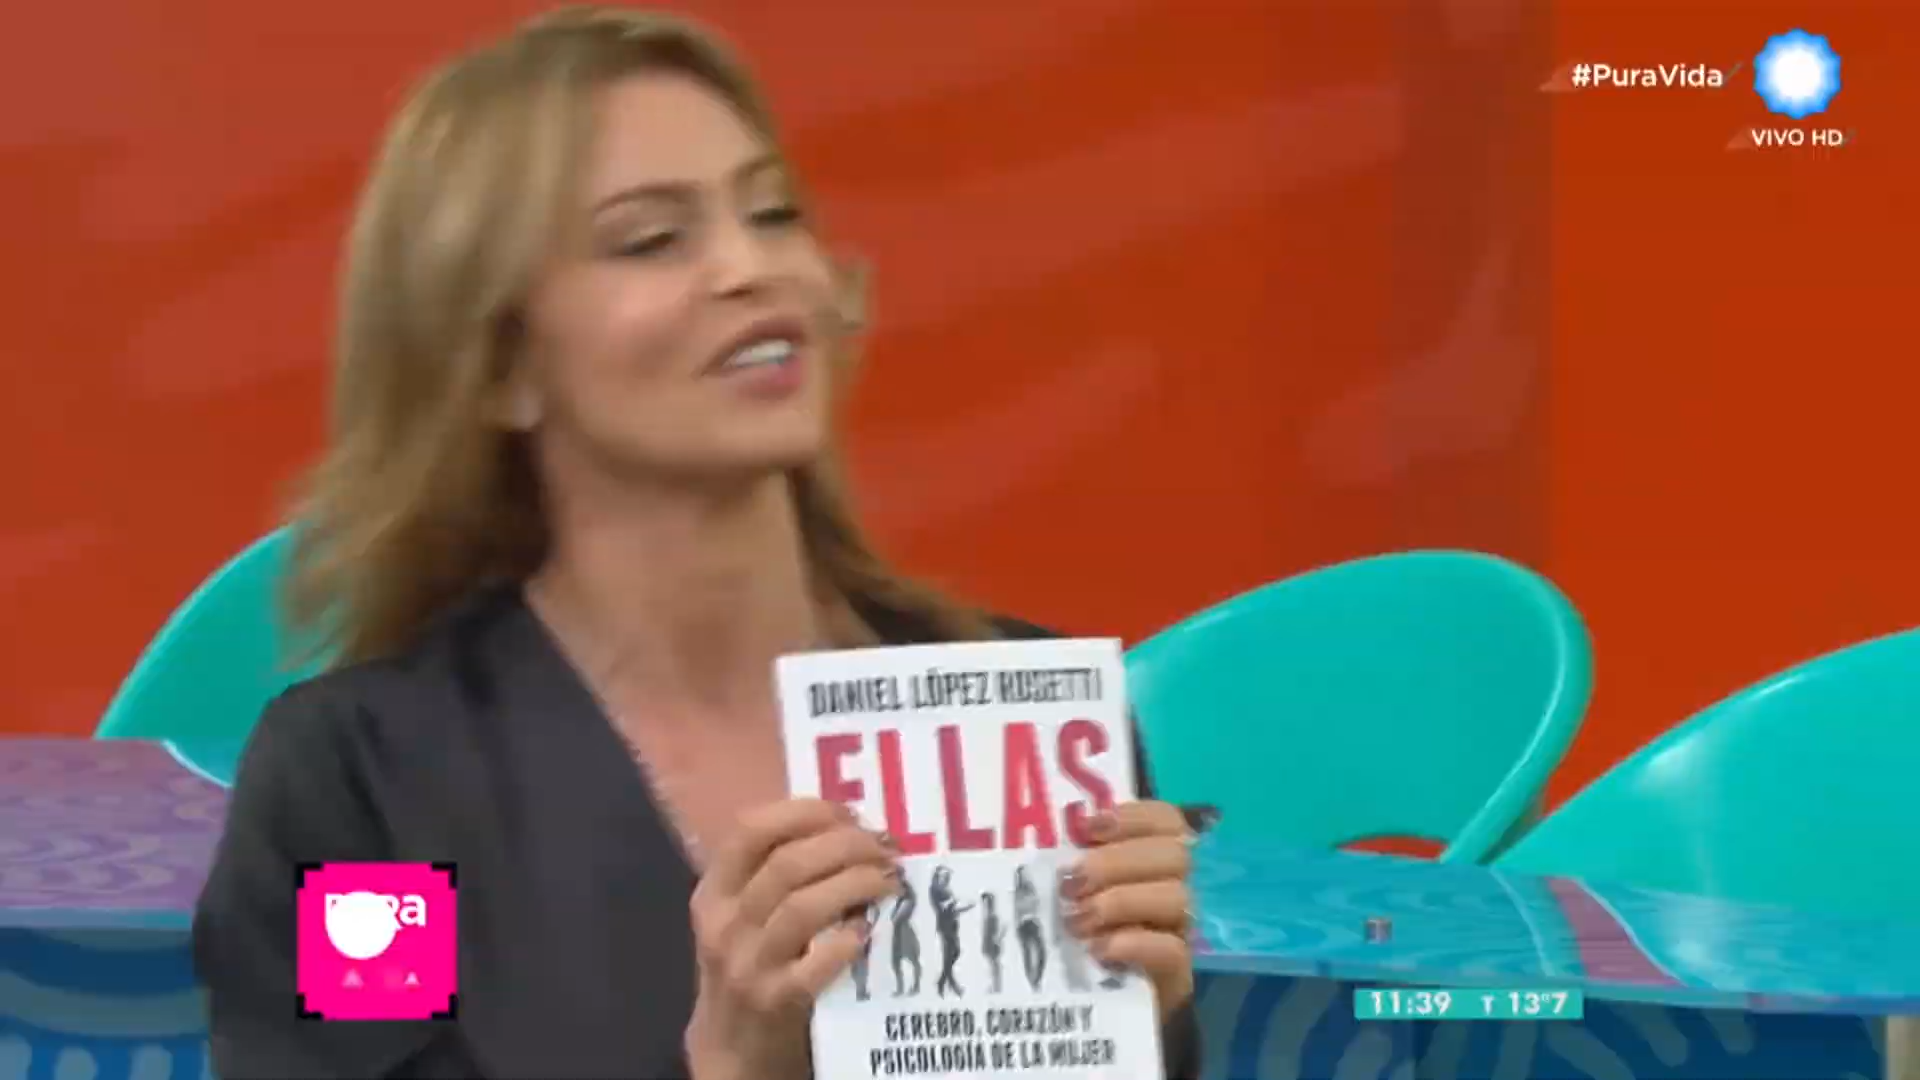 #PuraVida
VIVO HD
DANIEL LÓPEZ ROSETTI
ELLAS
CEREBRO, CORAZÓN Y
PSICOLOGÍA DE LA MUJER
11:39 T 13°7